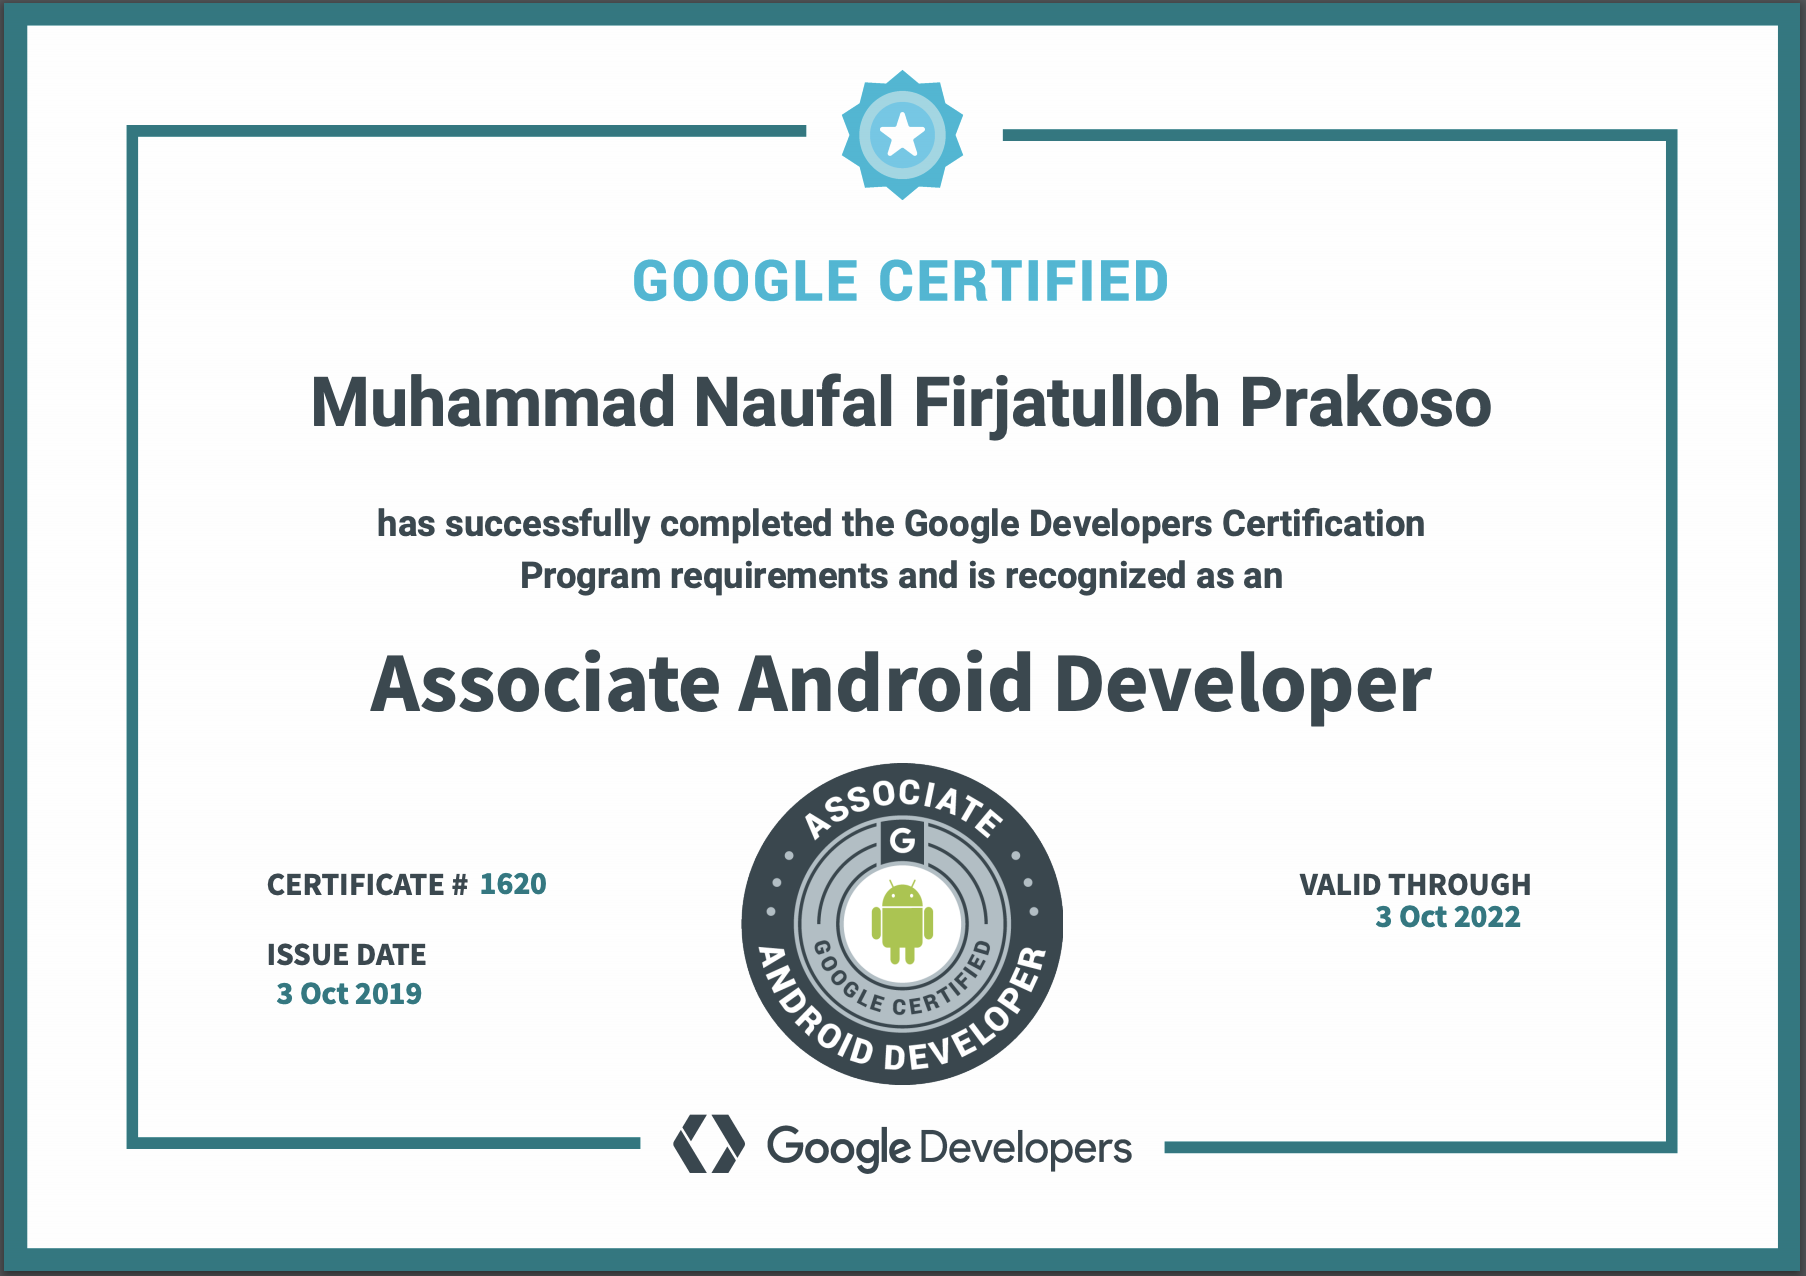 GOOGLE CERTIFIED
Muhammad Naufal Firjatulloh Prakoso
has successfully completed the Google Developers Certification
Program requirements and is recognized as an
Associate Android Developer
ASSOCIATE
G
GOOGLE CERTIFIED
ANDROID DEVELOPER
CERTIFICATE # 1620
ISSUE DATE
3 Oct 2019
VALID THROUGH
3 Oct 2022
Google Developers